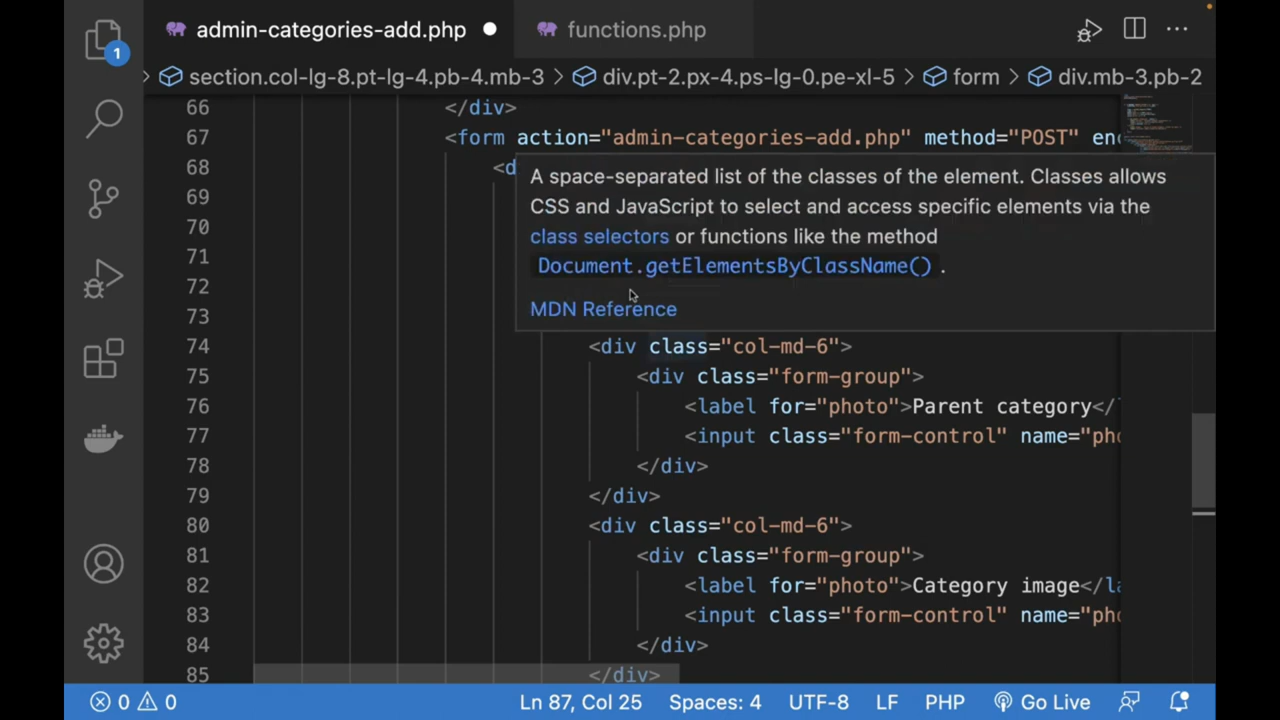 1
admin-categories-add.php
functions.php
section.col-lg-8.pt-lg-4.pb-4.mb-3 > div.pt-2.px-4.ps-lg-0.pe-xl-5 > form > div.mb-3.pb-2
66 </div>
67 <form action="admin-categories-add.php" method="POST" enc
68 <d
69
70
71
72
73
A space-separated list of the classes of the element. Classes allows
CSS and JavaScript to select and access specific elements via the
class selectors or functions like the method
Document.getElementsByClassName() .
MDN Reference
74 <div class="col-md-6">
75 <div class="form-group">
76 <label for="photo">Parent category</l
77 <input class="form-control" name="pho
78 </div>
79 </div>
80 <div class="col-md-6">
81 <div class="form-group">
82 <label for="photo">Category image</la
83 <input class="form-control" name="pho
84 </div>
85 </div>
0 0 Ln 87, Col 25 Spaces: 4 UTF-8 LF PHP Go Live